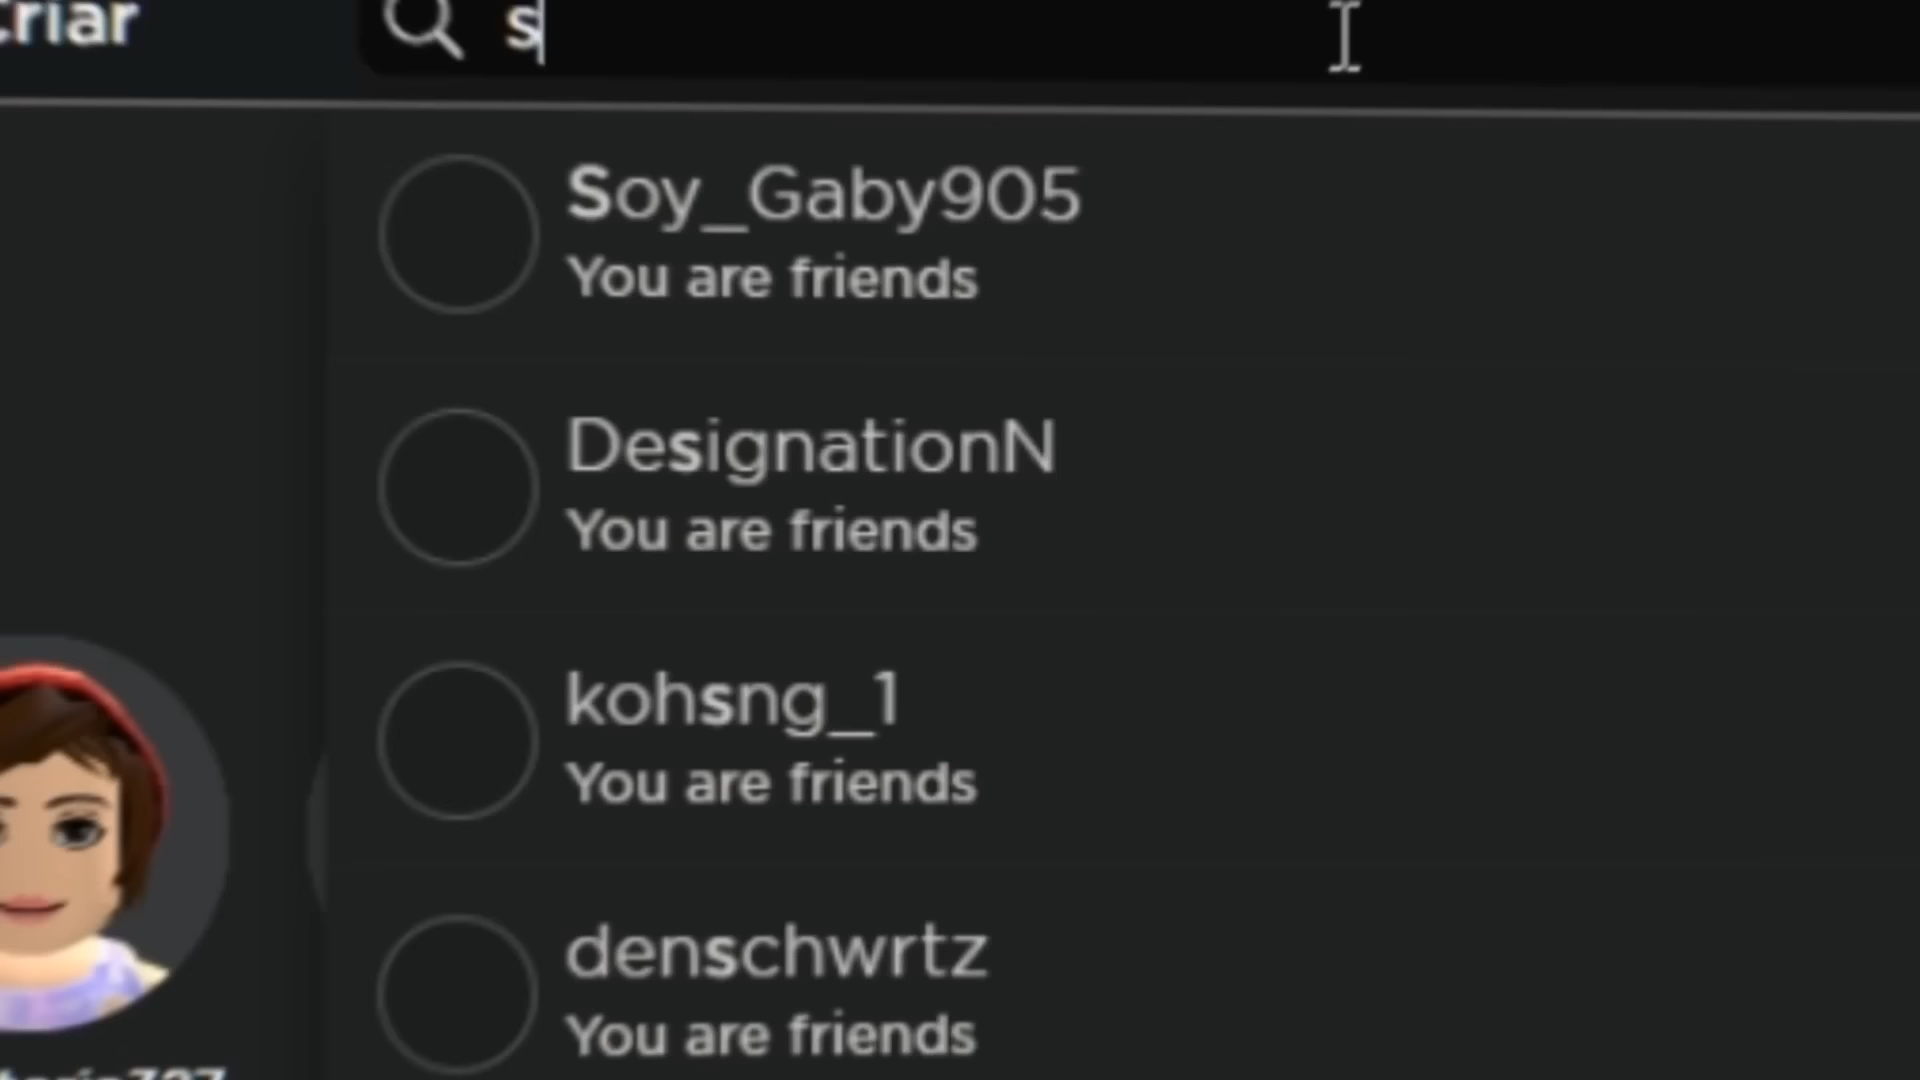 Criar
s
Soy_Gaby905
You are friends
DesignationN
You are friends
kohsng_1
You are friends
denschwrtz
You are friends